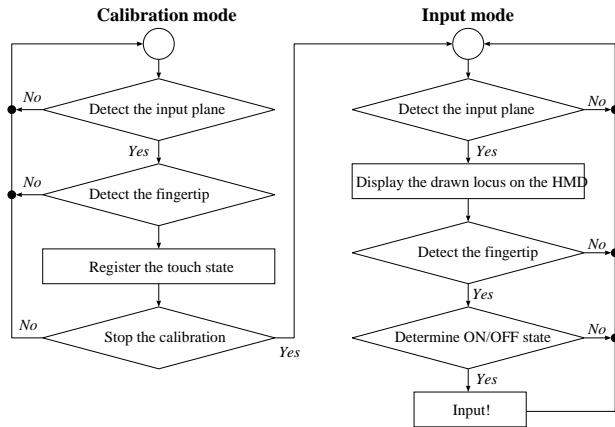 Calibration mode
Detect the input plane
No
Yes
Detect the fingertip
No
Register the touch state
Stop the calibration
No
Yes
Input mode
Detect the input plane
No
Yes
Display the drawn locus on the HMD
Detect the fingertip
No
Yes
Determine ON/OFF state
No
Yes
Input!